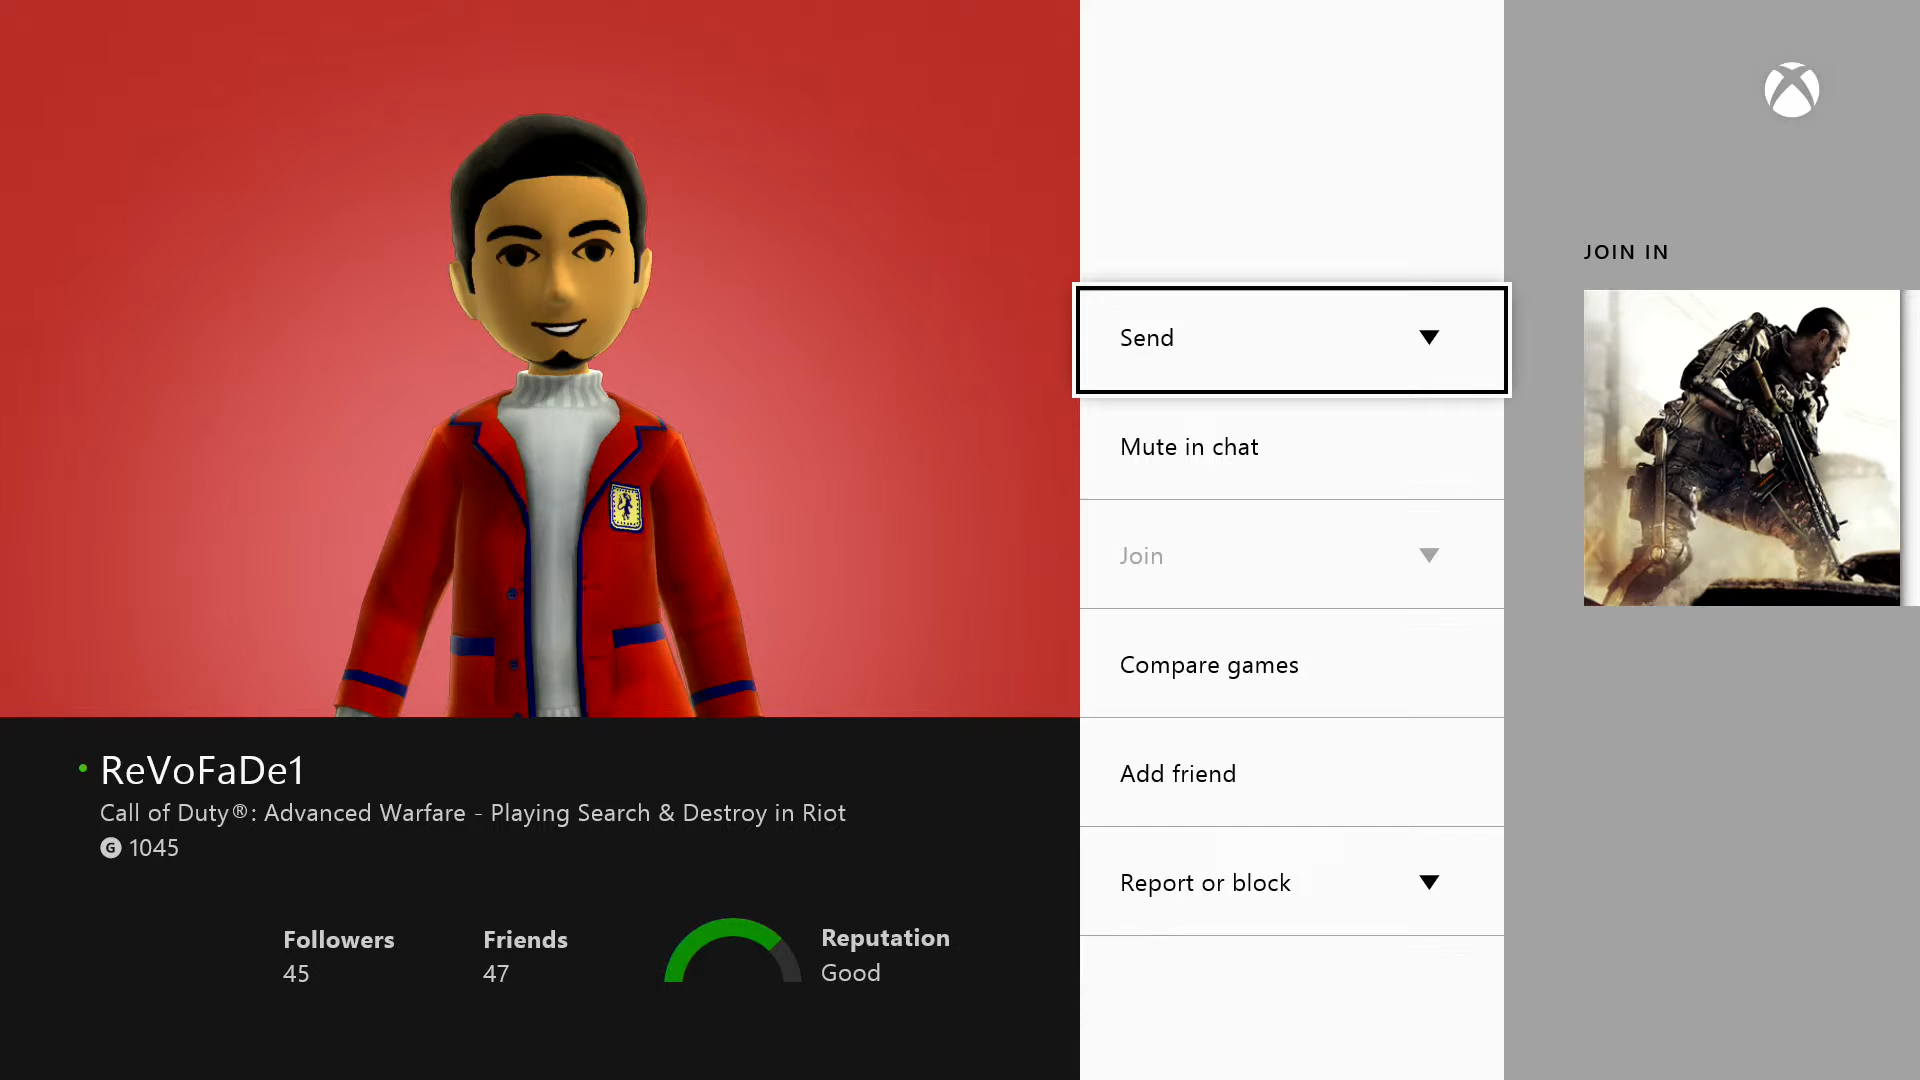 Send
Mute in chat
Join
Compare games
Add friend
Report or block
JOIN IN
ReVoFaDe1
Call of Duty®: Advanced Warfare - Playing Search & Destroy in Riot
G 1045
Followers
45
Friends
47
Reputation
Good